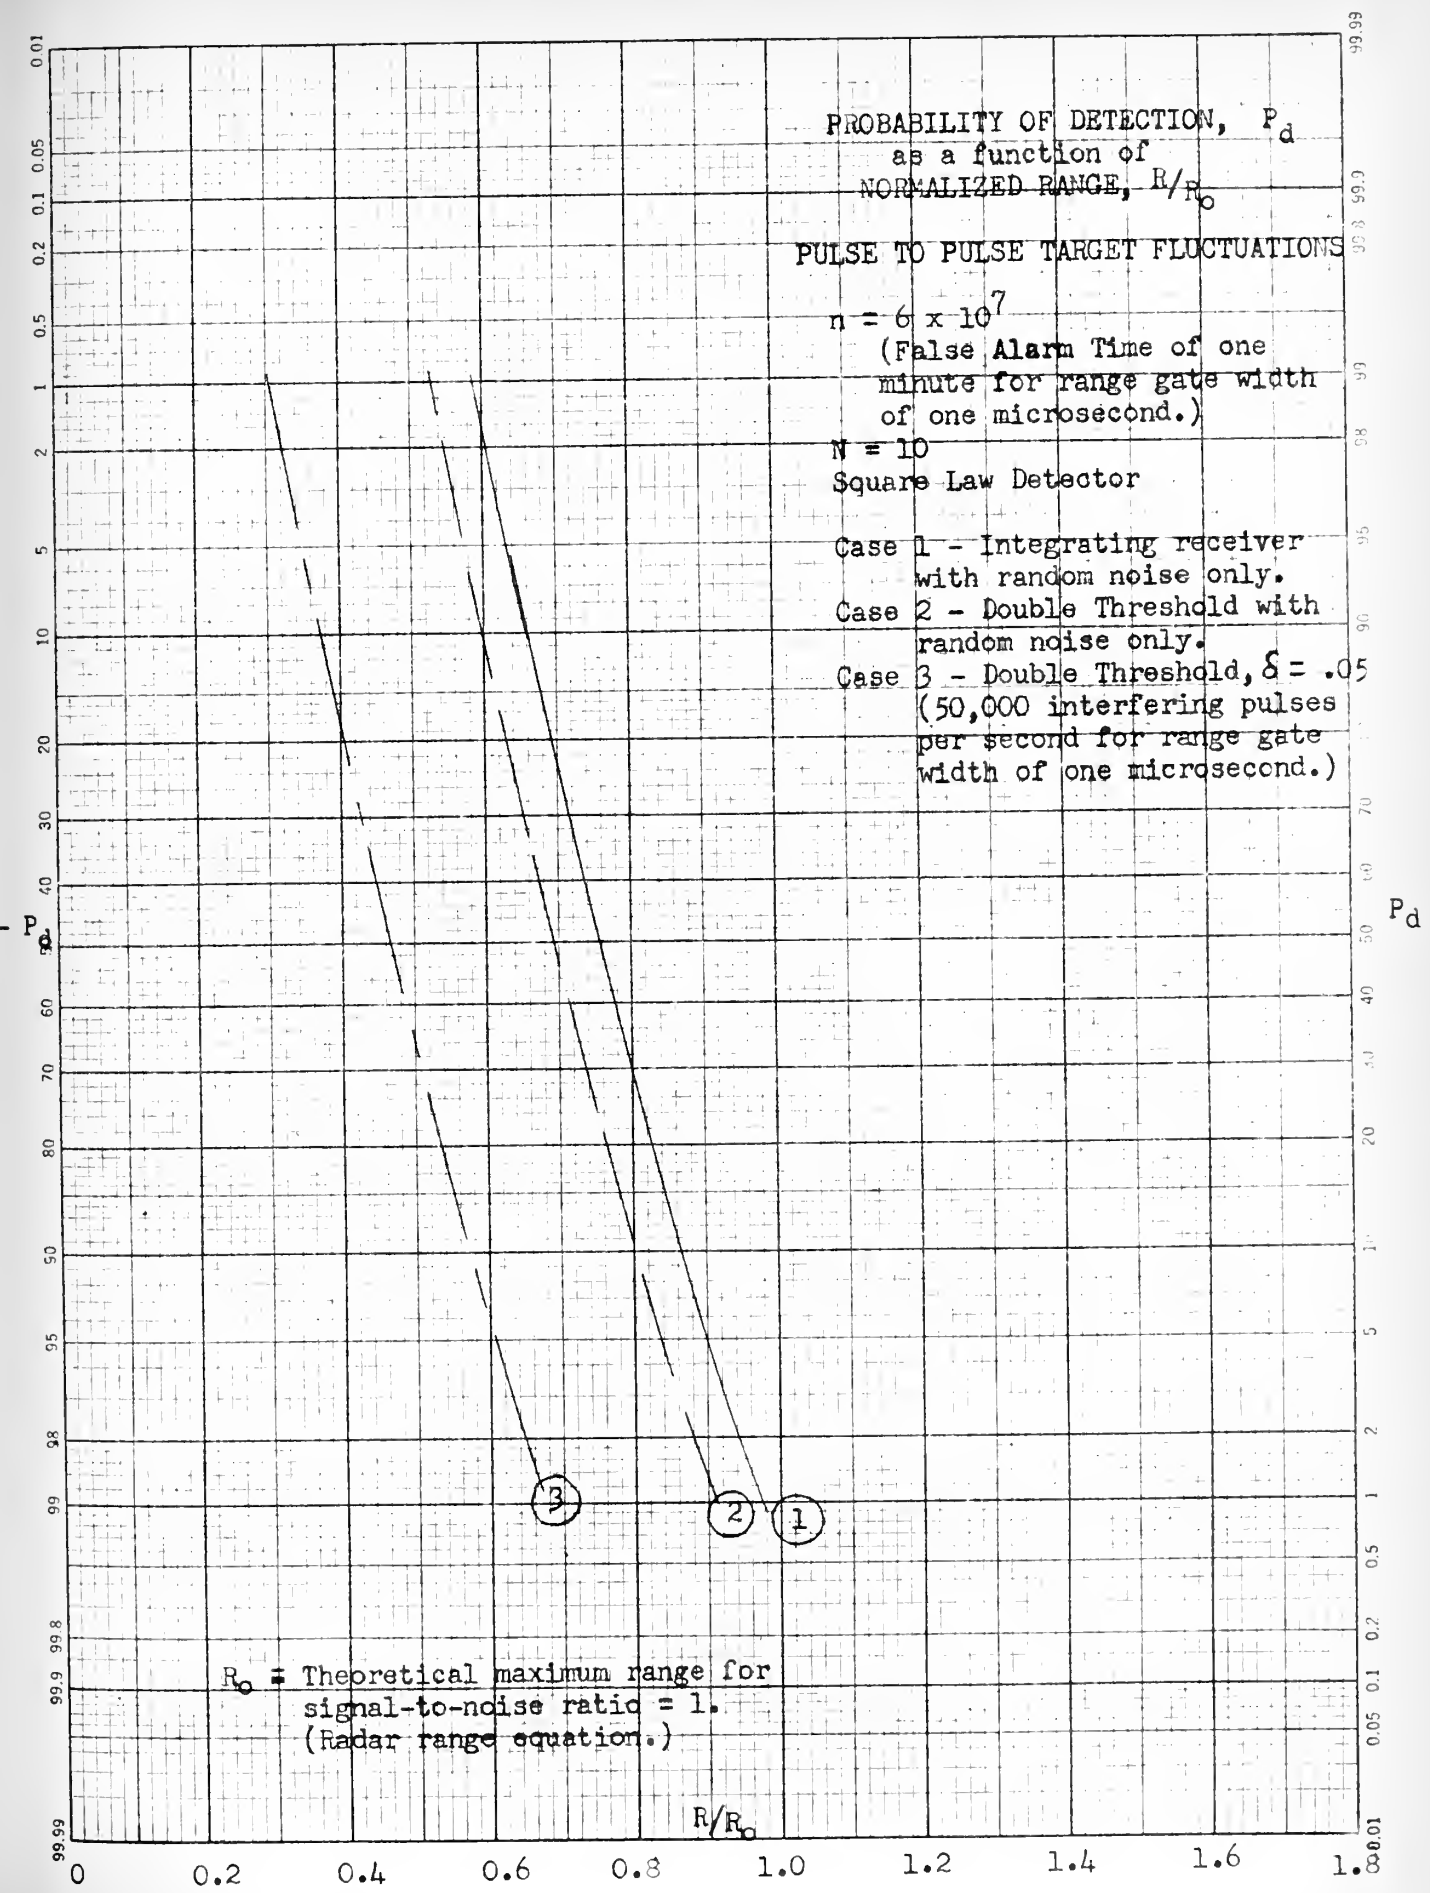 PROBABILITY OF DETECTION, Pd
as a function of
NORMALIZED RANGE, R/Ro
PULSE TO PULSE TARGET FLUCTUATIONS
n = 6 x 10^7
(False Alarm Time of one
minute for range gate width
of one microsecond.)
N = 10
Square Law Detector
Case 1 - Integrating receiver
with random noise only.
Case 2 - Double Threshold with
random noise only.
Case 3 - Double Threshold, δ = .05
(50,000 interfering pulses
per second for range gate
width of one microsecond.)
0.01
0.05
0.1
0.2
0.5
1
2
5
10
20
30
40
60
70
80
90
95
98
99
99.8
99.9
99.99
Pd
99.99
99.9
99.8
99
98
95
90
70
60
50
40
30
20
5
2
1
0.5
0.2
0.1
0.05
0.01
Pd
3
2
1
Ro = Theoretical maximum range for
signal-to-noise ratio = 1.
(Radar range equation.)
R/Ro
0 0.2 0.4 0.6 0.8 1.0 1.2 1.4 1.6 1.8